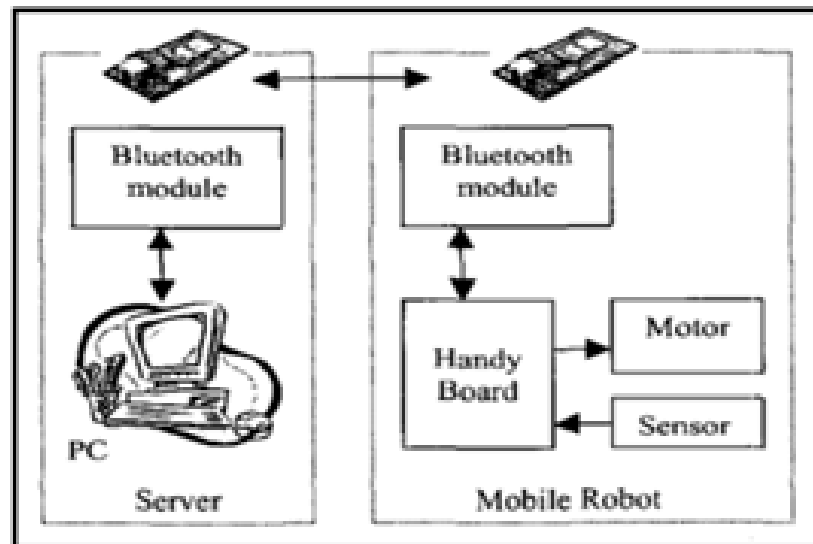 Bluetooth
module
PC
Server
Bluetooth
module
Handy
Board
Motor
Sensor
Mobile Robot